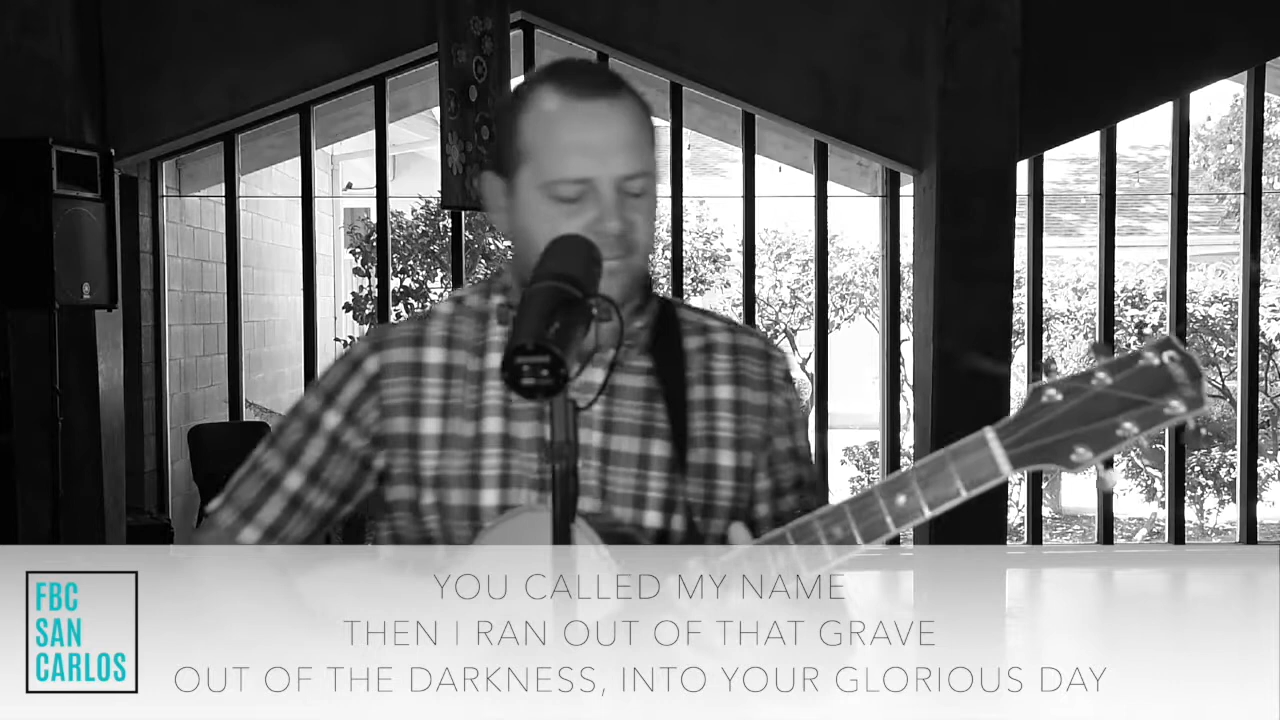 YOU CALLED MY NAME
THEN I RAN OUT OF THAT GRAVE
OUT OF THE DARKNESS, INTO YOUR GLORIOUS DAY
FBC
SAN
CARLOS